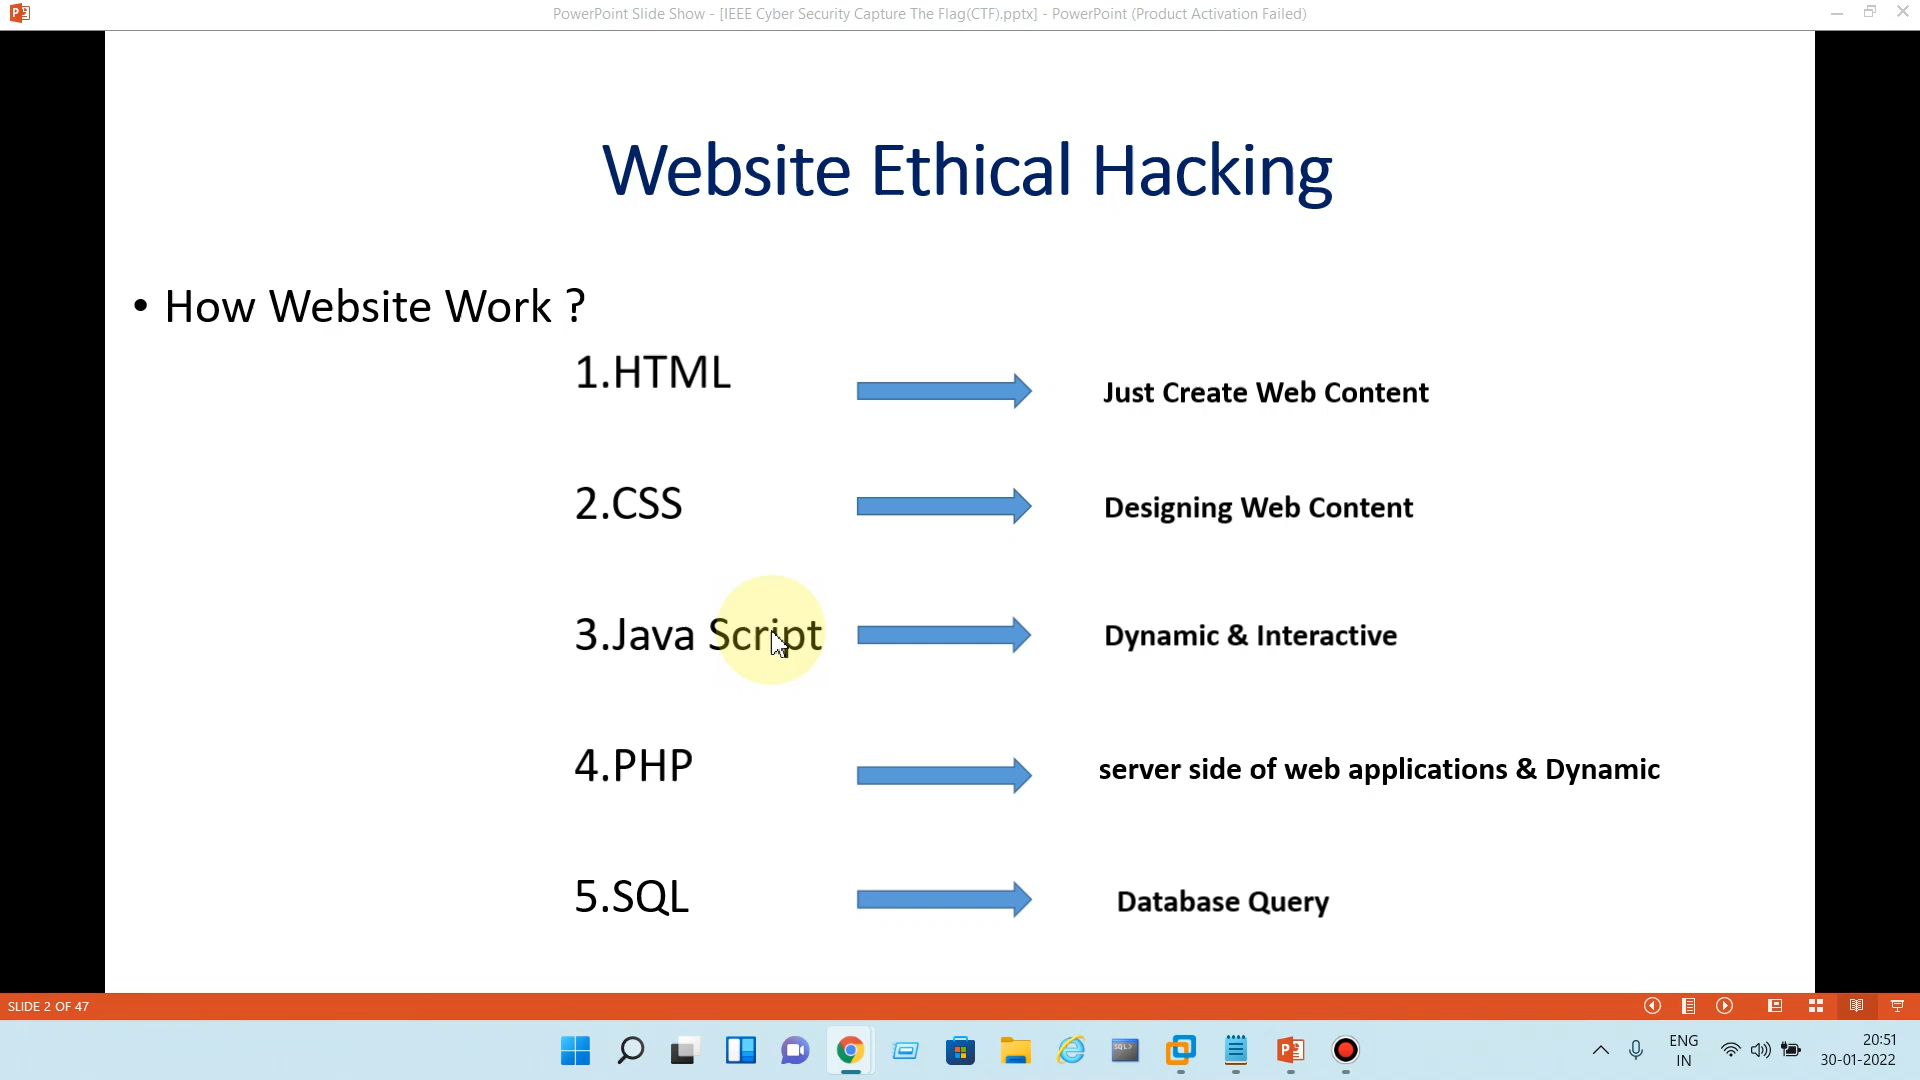 PowerPoint Slide Show - [IEEE Cyber Security Capture The Flag(CTF).pptx] - PowerPoint (Product Activation Failed)
Website Ethical Hacking
• How Website Work ?
1.HTML Just Create Web Content
2.CSS Designing Web Content
3.Java Script Dynamic & Interactive
4.PHP server side of web applications & Dynamic
5.SQL Database Query
SLIDE 2 OF 47
SQL>
ENG
IN
20:51
30-01-2022